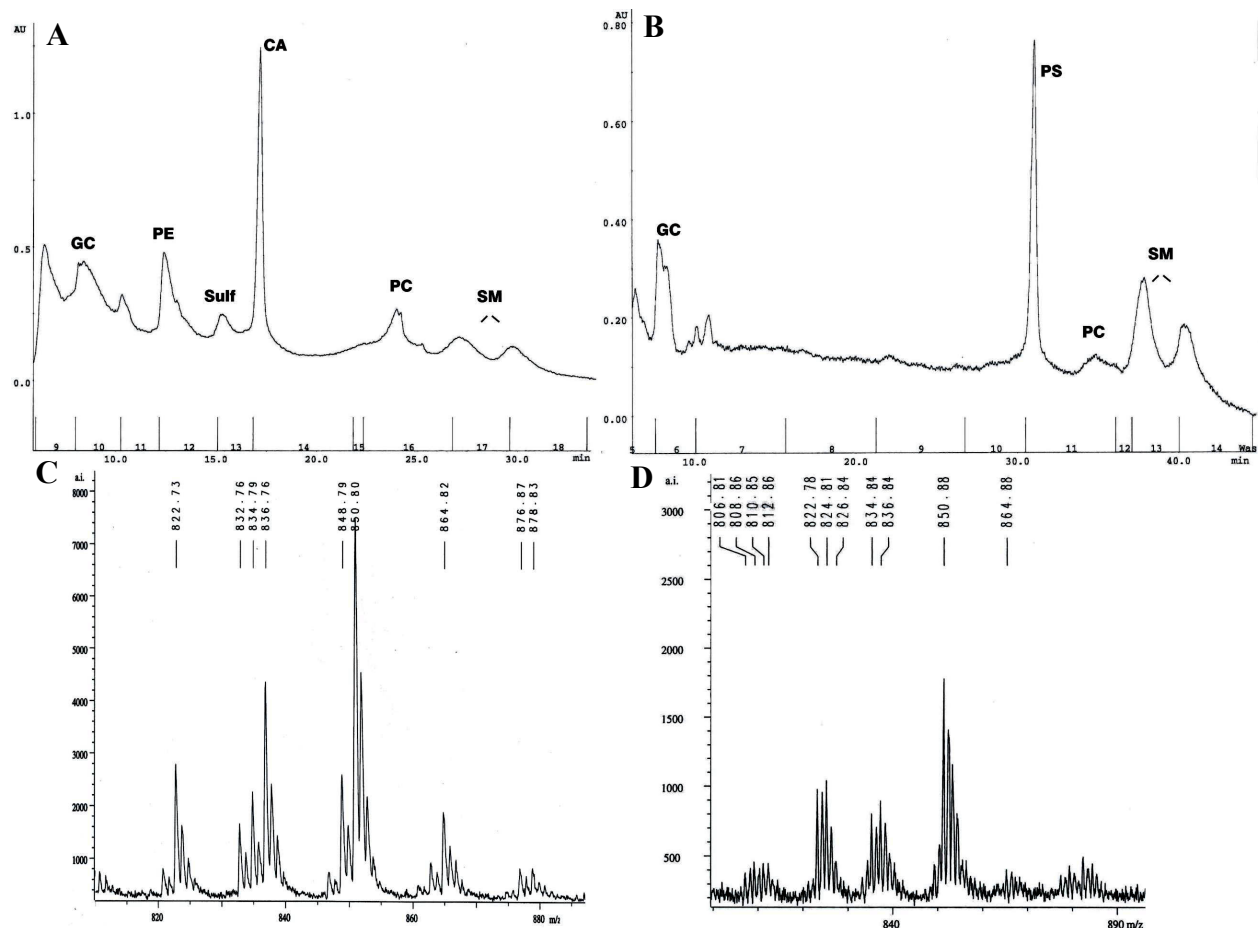 A
AU
1.0
0.5
0.0
GC
PE
Sulf
CA
PC
SM
9 10 11 12 13 14 15 16 17 18
10.0 15.0 20.0 25.0 30.0 min
B
AU
0.80
0.60
0.40
0.20
0.00
GC
PS
PC
SM
5 6 7 8 9 10 11 12 13 14 Was
10.0 20.0 30.0 40.0
min
C
a.i.
8000
7000
6000
5000
4000
3000
2000
1000
822.73
832.76
834.79
836.76
848.79
850.80
864.82
876.87
878.83
820 840 860 880 m/z
D
a.i.
3000
2500
2000
1500
1000
500
806.81
808.86
810.85
812.86
822.78
824.81
826.84
834.84
836.84
850.88
864.88
840 890 m/z